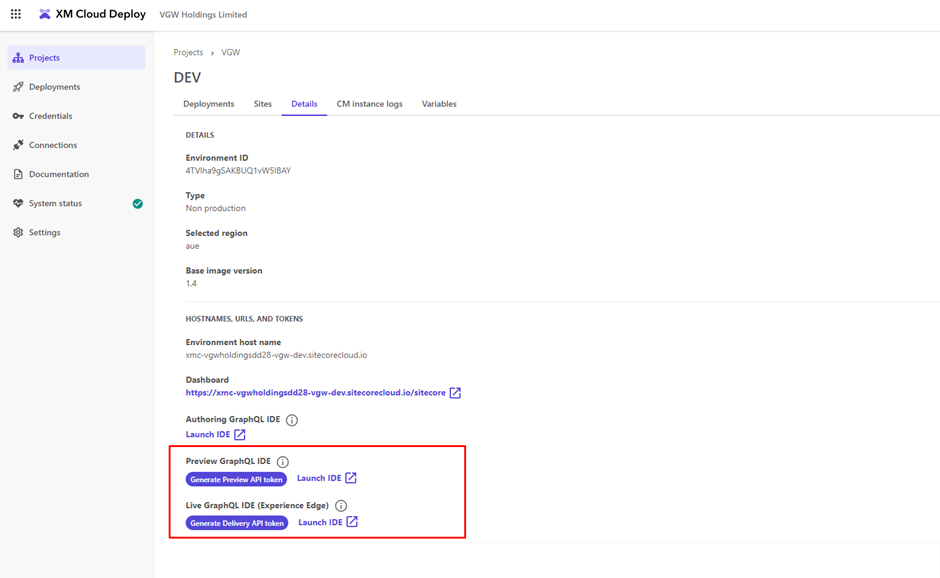 XM Cloud Deploy VGW Holdings Limited
Projects
Deployments
Credentials
Connections
Documentation
System status
Settings
Projects › VGW
DEV
Deployments Sites Details CM instance logs Variables
DETAILS
Environment ID
4TVlha9gSAKBUQ1vW5IBAY
Type
Non production
Selected region
aue
Base image version
1.4
HOSTNAMES, URLS, AND TOKENS
Environment host name
xmc-vgwholdingsdd28-vgw-dev.sitecorecloud.io
Dashboard
https://xmc-vgwholdingsdd28-vgw-dev.sitecorecloud.io/sitecore
Authoring GraphQL IDE
Launch IDE
Preview GraphQL IDE
Generate Preview API token Launch IDE
Live GraphQL IDE (Experience Edge)
Generate Delivery API token Launch IDE